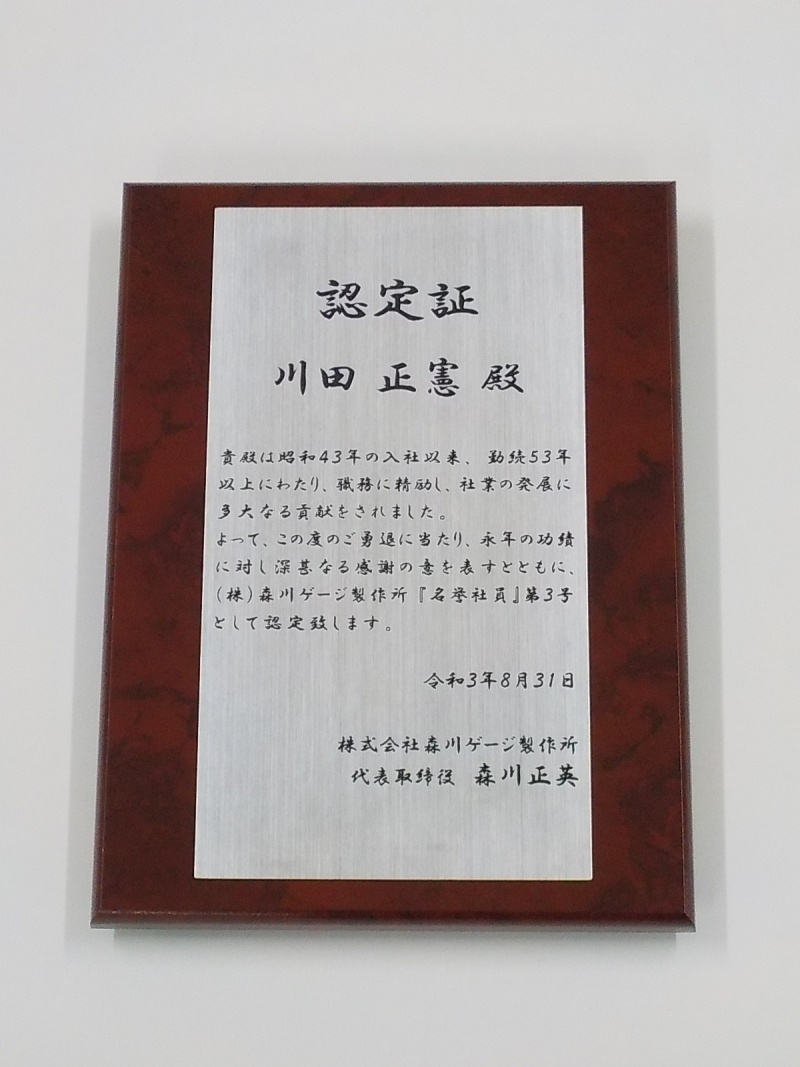 認定証
川田 正憲 殿
貴殿は昭和43年の入社以来、勤続53年
以上にわたり、職務に精励し、社業の発展に
多大なる貢献をされました。
よって、この度のご勇退に当たり、永年の功績
に対し深甚なる感謝の意を表すとともに、
(株)森川ゲージ製作所『名誉社員』第3号
として認定致します。
令和3年8月31日
株式会社森川ゲージ製作所
代表取締役 森川正英